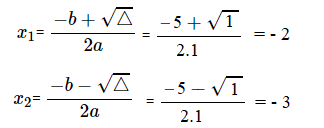 x₁= (−b + √△)/2a = (−5 + √1)/2.1 = - 2
x₂= (−b − √△)/2a = (−5 − √1)/2.1 = - 3